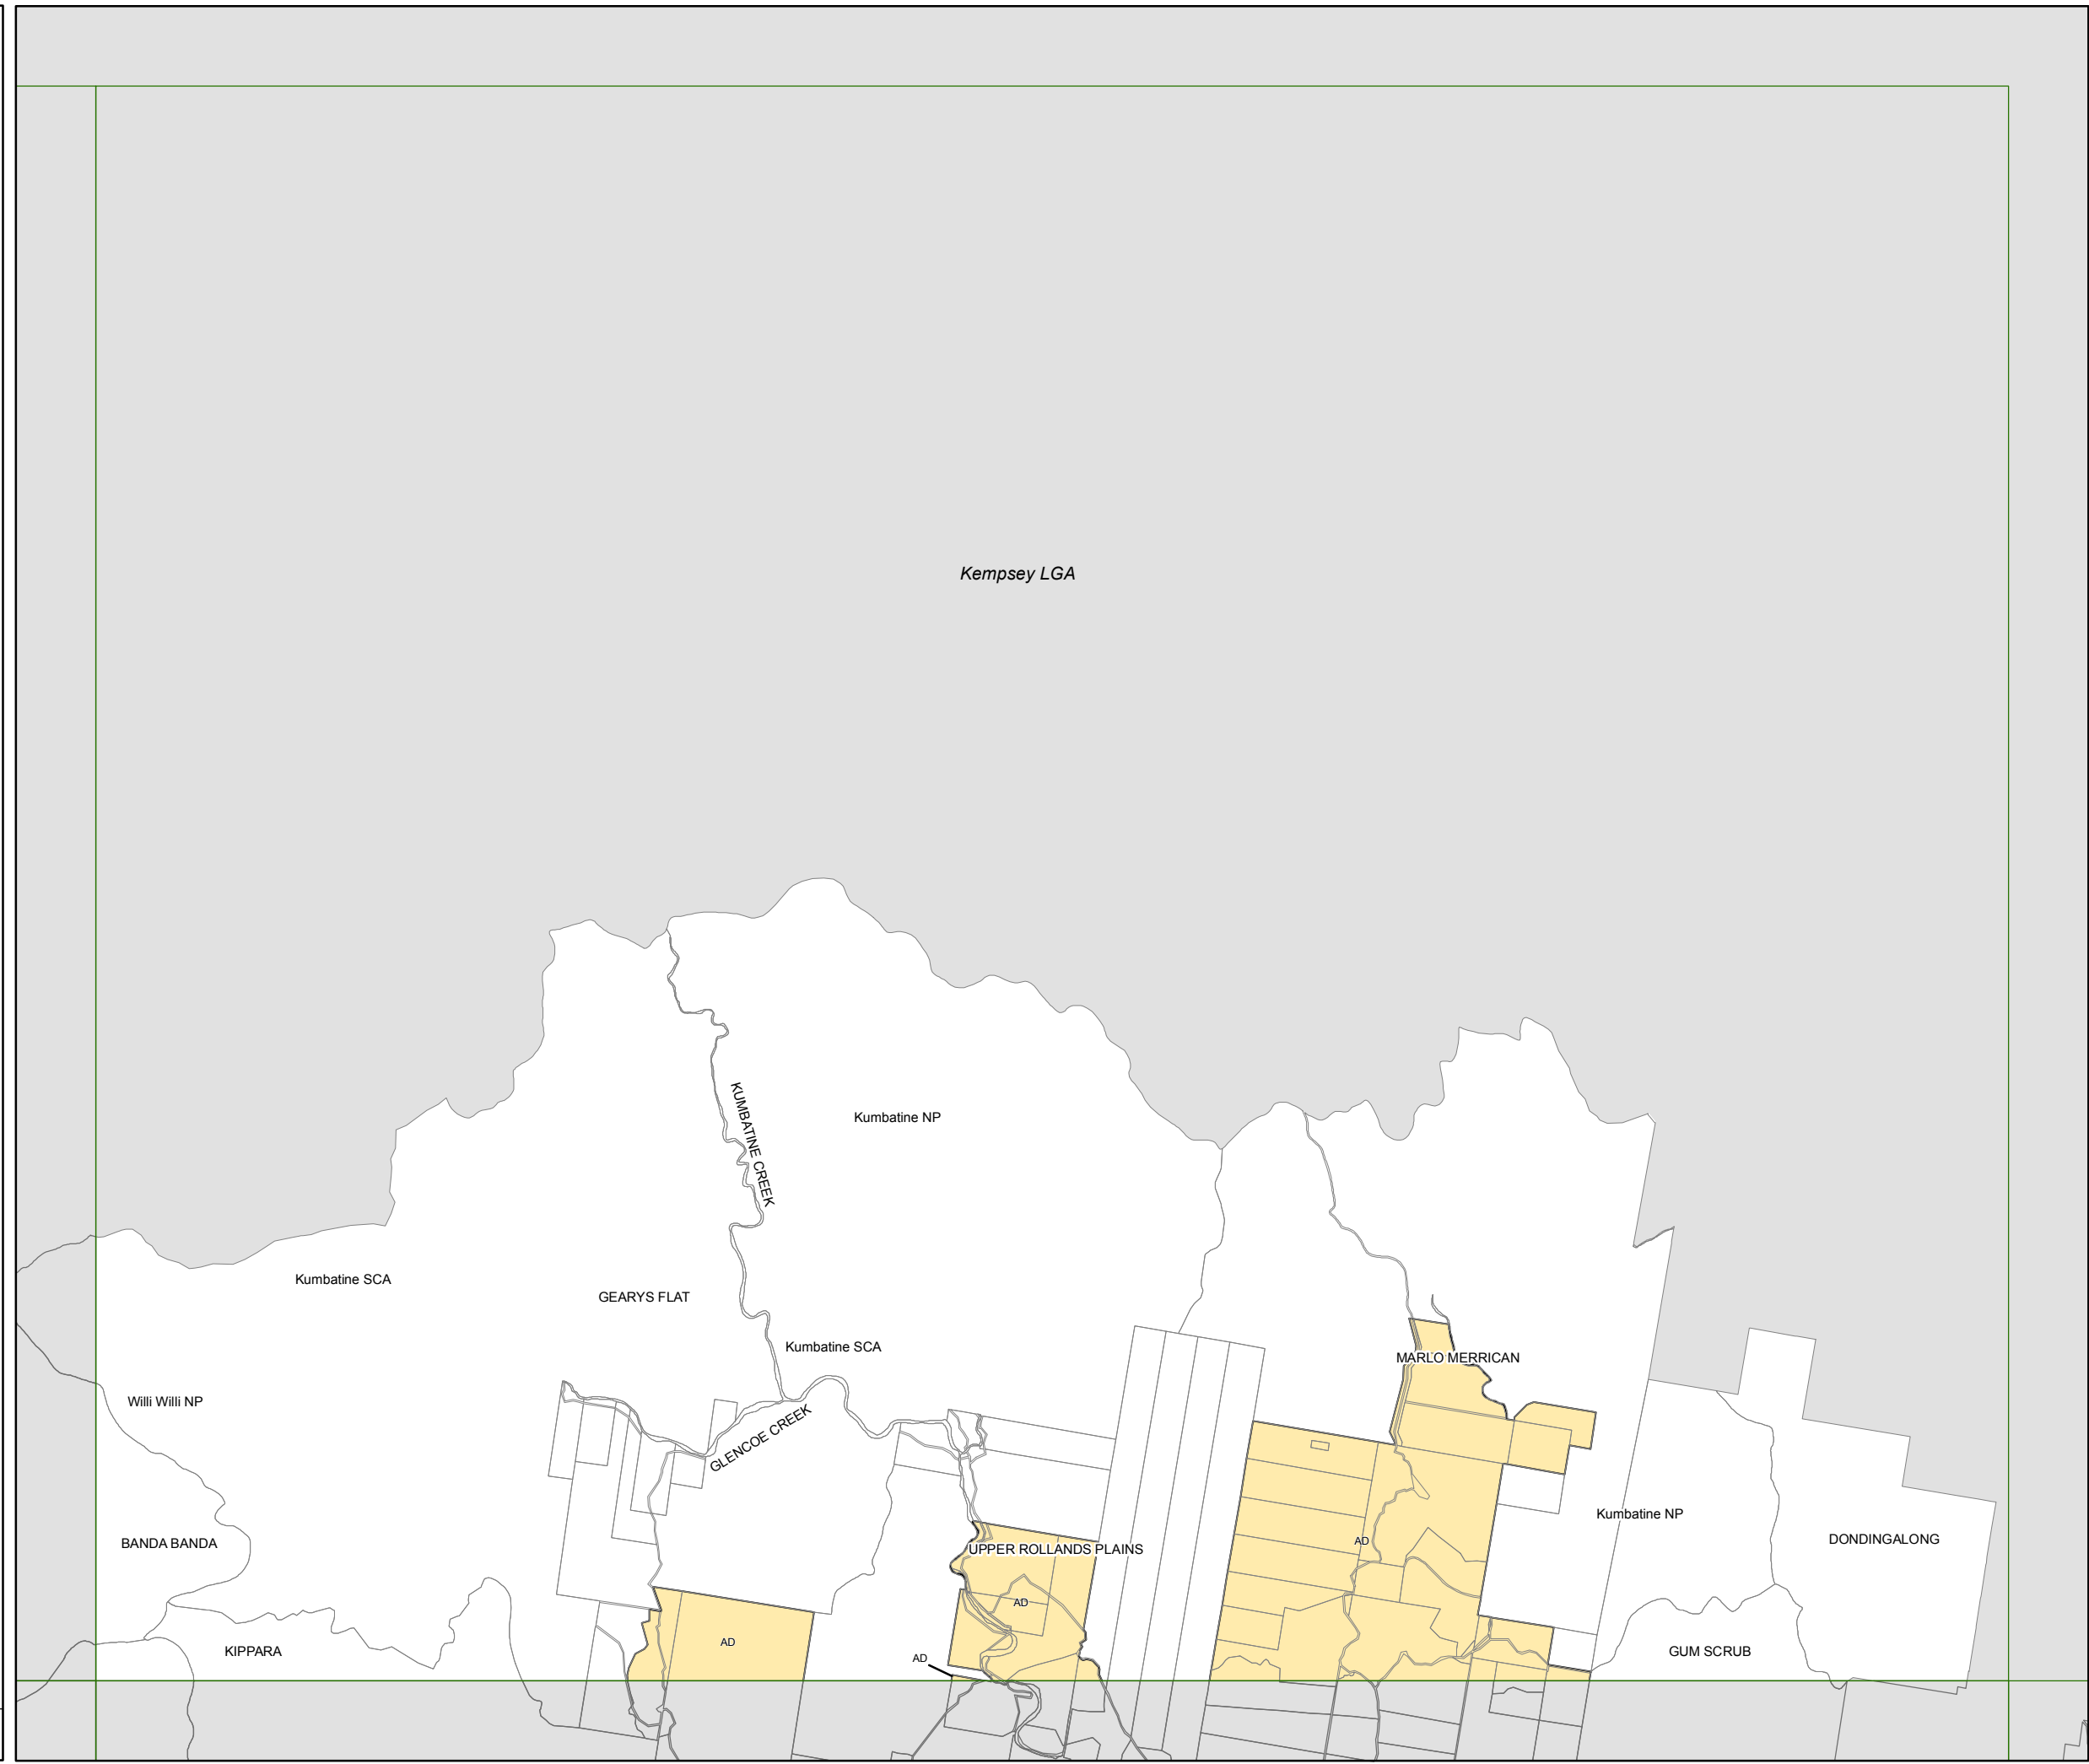 Kempsey LGA
KUMBATINE CREEK
Kumbatine NP
Kumbatine SCA
GEARYS FLAT
Kumbatine SCA
MARLO MERRICAN
Willi Willi NP
GLENCOE CREEK
Kumbatine NP
BANDA BANDA
UPPER ROLLANDS PLAINS
AD
DONDINGALONG
AD
AD
KIPPARA
AD
GUM SCRUB